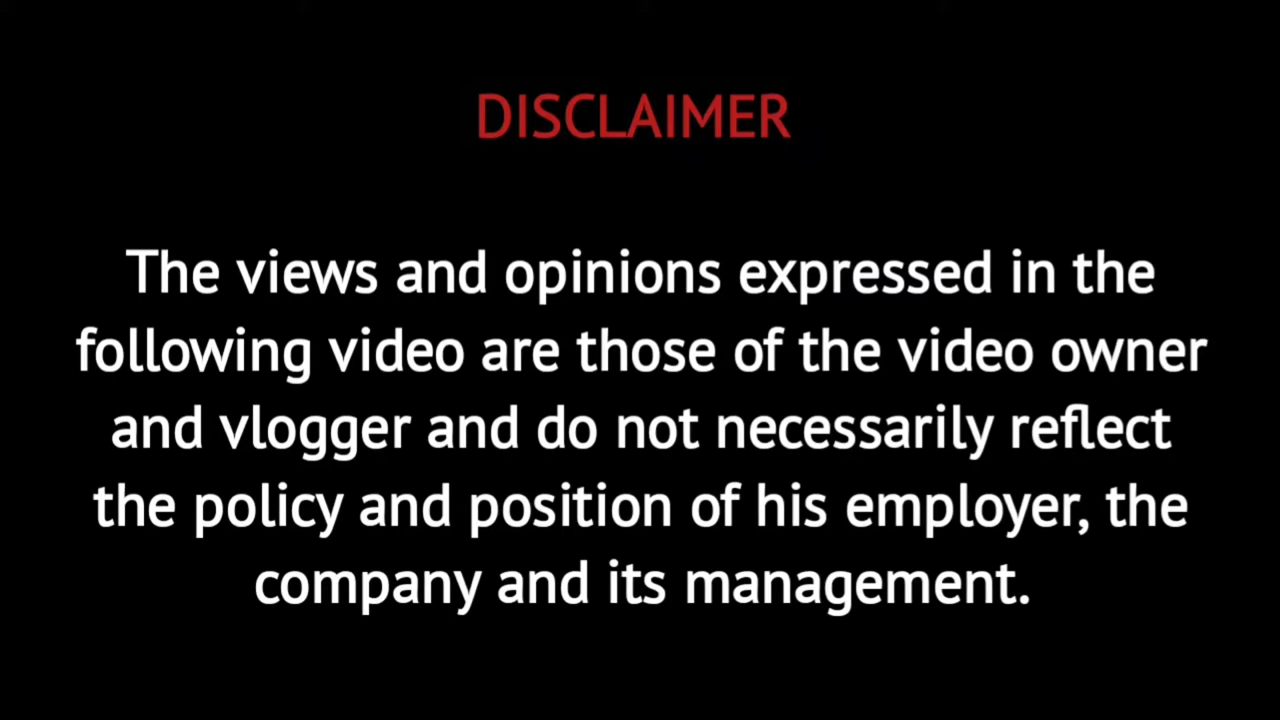 DISCLAIMER
The views and opinions expressed in the
following video are those of the video owner
and vlogger and do not necessarily reflect
the policy and position of his employer, the
company and its management.